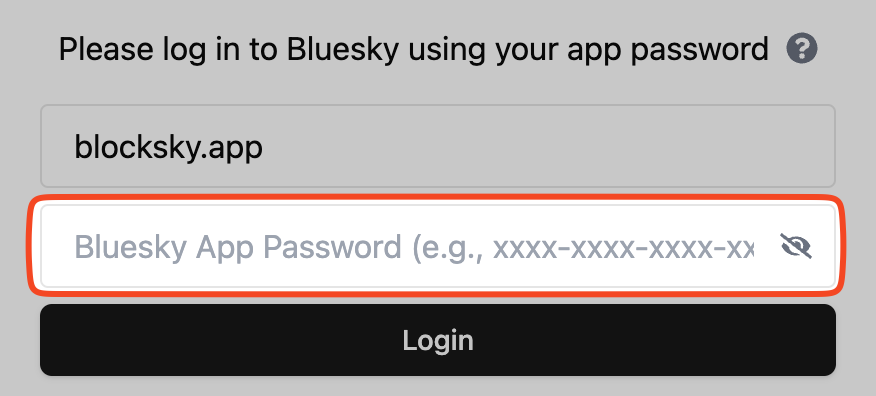 Please log in to Bluesky using your app password ?
blocksky.app
Bluesky App Password (e.g., xxxx-xxxx-xxxx-xx
Login